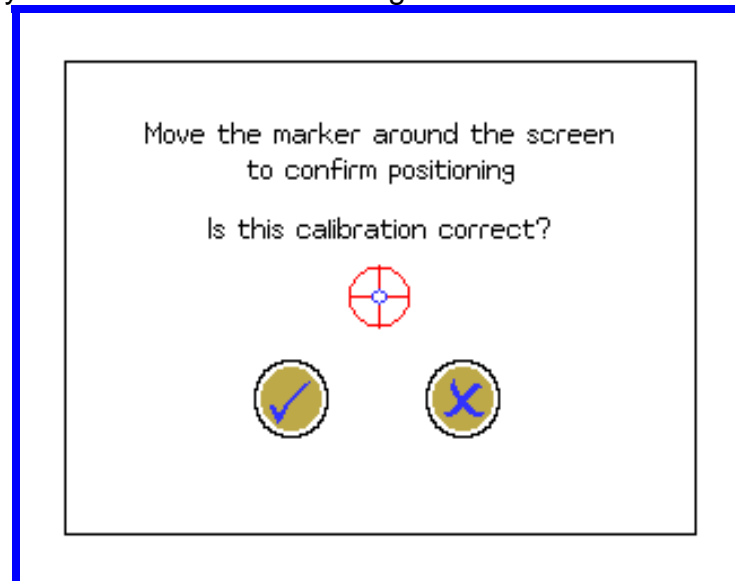 Move the marker around the screen
to confirm positioning
Is this calibration correct?